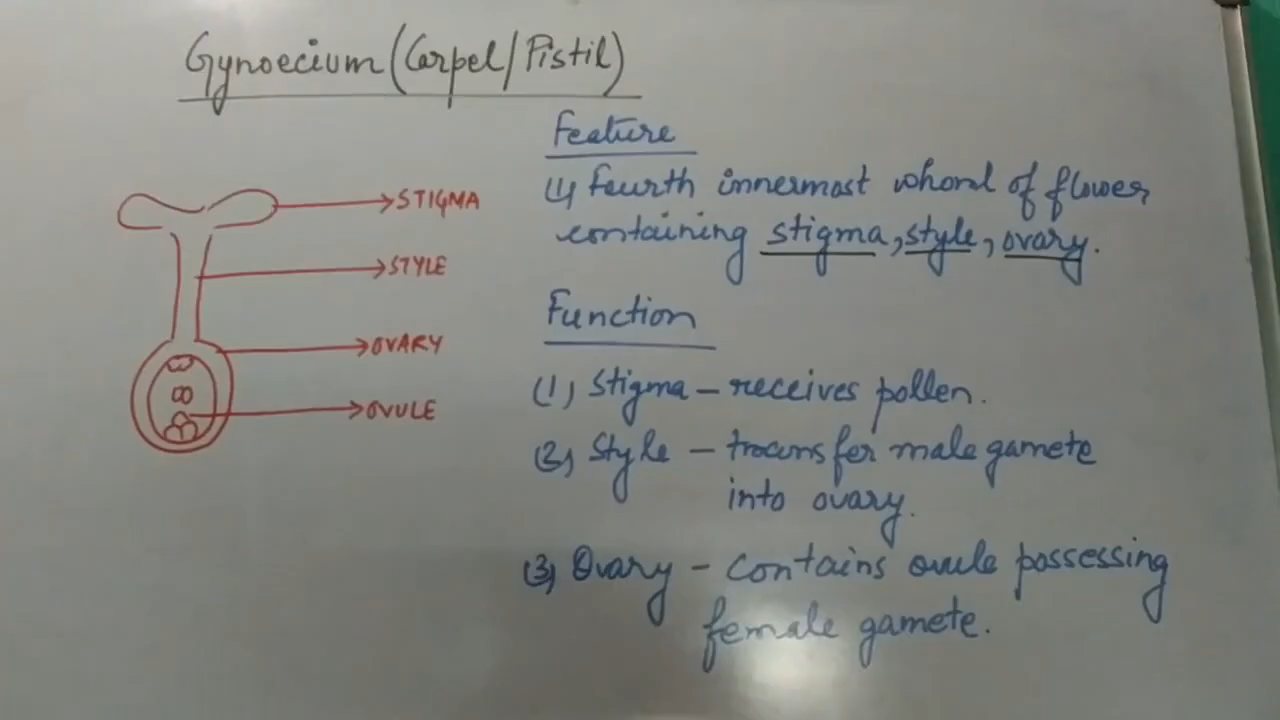 Gynoecium (Carpel/Pistil)
STIGMA
STYLE
OVARY
OVULE
Feature
(1) Fourth innermost whorl of flower
containing stigma, style, ovary.
Function
(1) Stigma – receives pollen.
(2) Style – transfer male gamete
into ovary.
(3) Ovary – contains ovule possessing
female gamete.